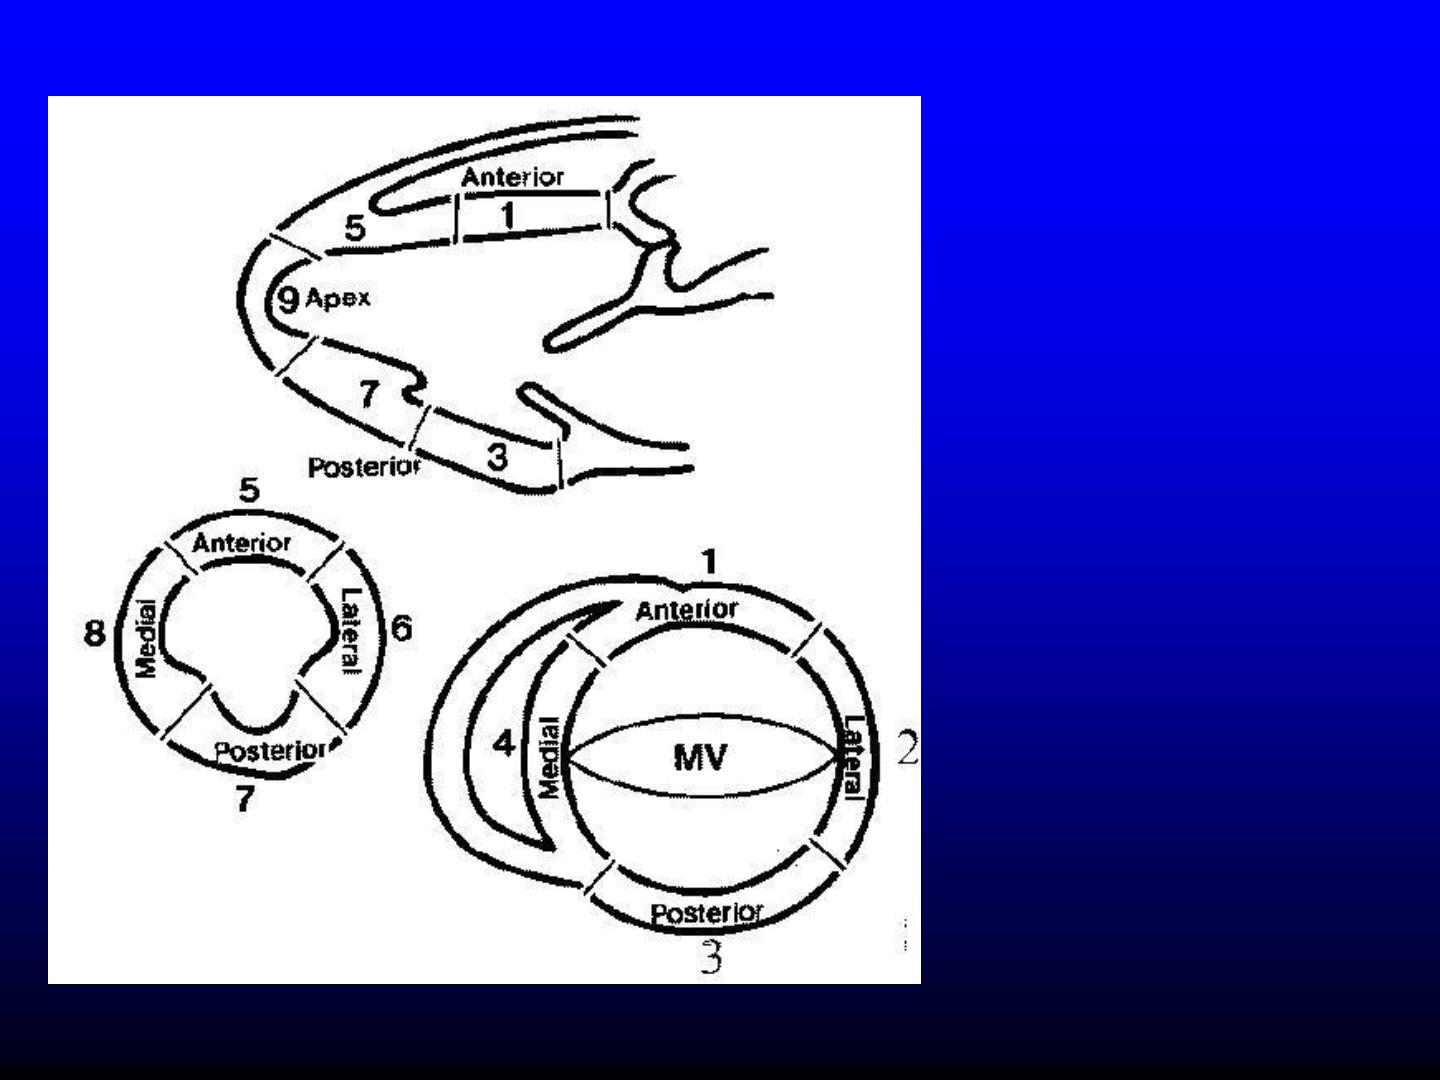 Anterior
1
5
9 Apex
7
3
Posterior
5
Anterior
8
Medial
Lateral
6
Posterior
7
1
Anterior
4
Medial
MV
Lateral
2
Posterior
3